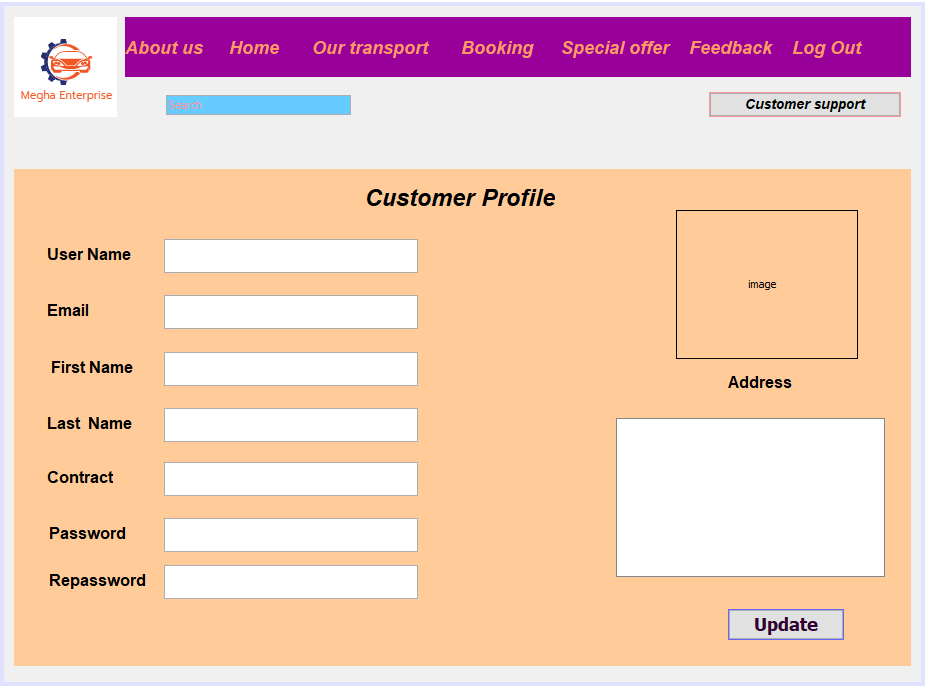 About us Home Our transport Booking Special offer Feedback Log Out
Megha Enterprise
Search
Customer support
Customer Profile
User Name
image
Email
First Name
Address
Last Name
Contract
Password
Repassword
Update